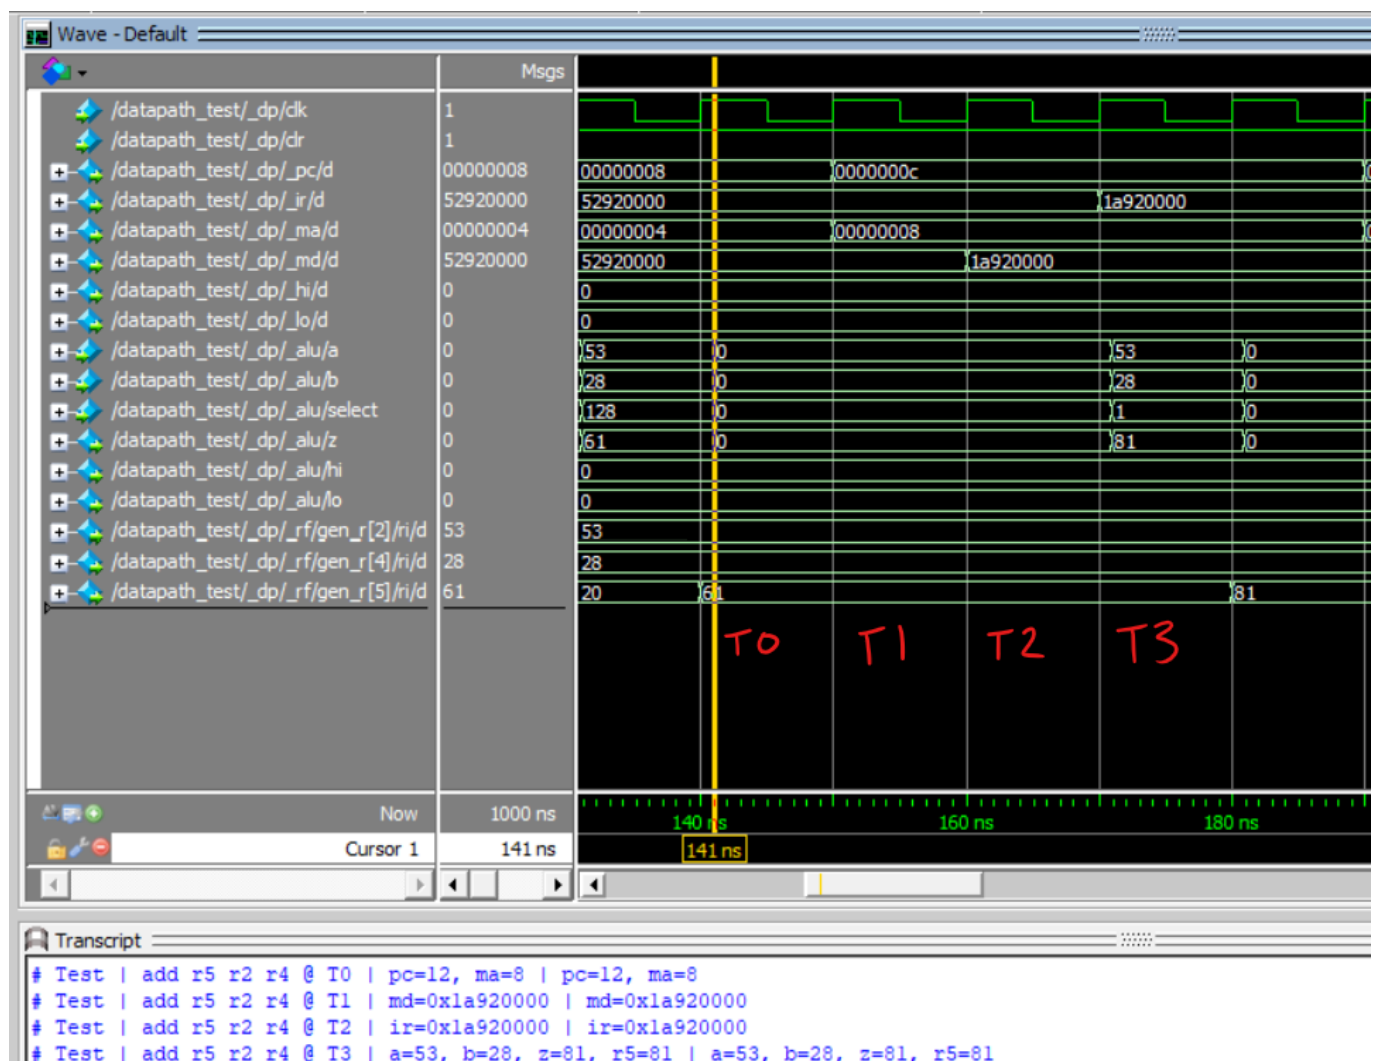 Wave - Default
Msgs
/datapath_test/_dp/clk 1
/datapath_test/_dp/clr 1
/datapath_test/_dp/_pc/d 00000008 00000008 0000000c
/datapath_test/_dp/_ir/d 52920000 52920000 1a920000
/datapath_test/_dp/_ma/d 00000004 00000004 00000008
/datapath_test/_dp/_md/d 52920000 52920000 1a920000
/datapath_test/_dp/_hi/d 0 0
/datapath_test/_dp/_lo/d 0 0
/datapath_test/_dp/_alu/a 0 53 0 53 0
/datapath_test/_dp/_alu/b 0 28 0 28 0
/datapath_test/_dp/_alu/select 0 128 0 1 0
/datapath_test/_dp/_alu/z 0 61 0 81 0
/datapath_test/_dp/_alu/hi 0 0
/datapath_test/_dp/_alu/lo 0 0
/datapath_test/_dp/_rf/gen_r[2]/ri/d 53 53
/datapath_test/_dp/_rf/gen_r[4]/ri/d 28 28
/datapath_test/_dp/_rf/gen_r[5]/ri/d 61 20 61 81
T0 T1 T2 T3
Now 1000 ns 140 ns 160 ns 180 ns
Cursor 1 141 ns 141 ns
Transcript
# Test | add r5 r2 r4 @ T0 | pc=12, ma=8 | pc=12, ma=8
# Test | add r5 r2 r4 @ T1 | md=0x1a920000 | md=0x1a920000
# Test | add r5 r2 r4 @ T2 | ir=0x1a920000 | ir=0x1a920000
# Test | add r5 r2 r4 @ T3 | a=53, b=28, z=81, r5=81 | a=53, b=28, z=81, r5=81